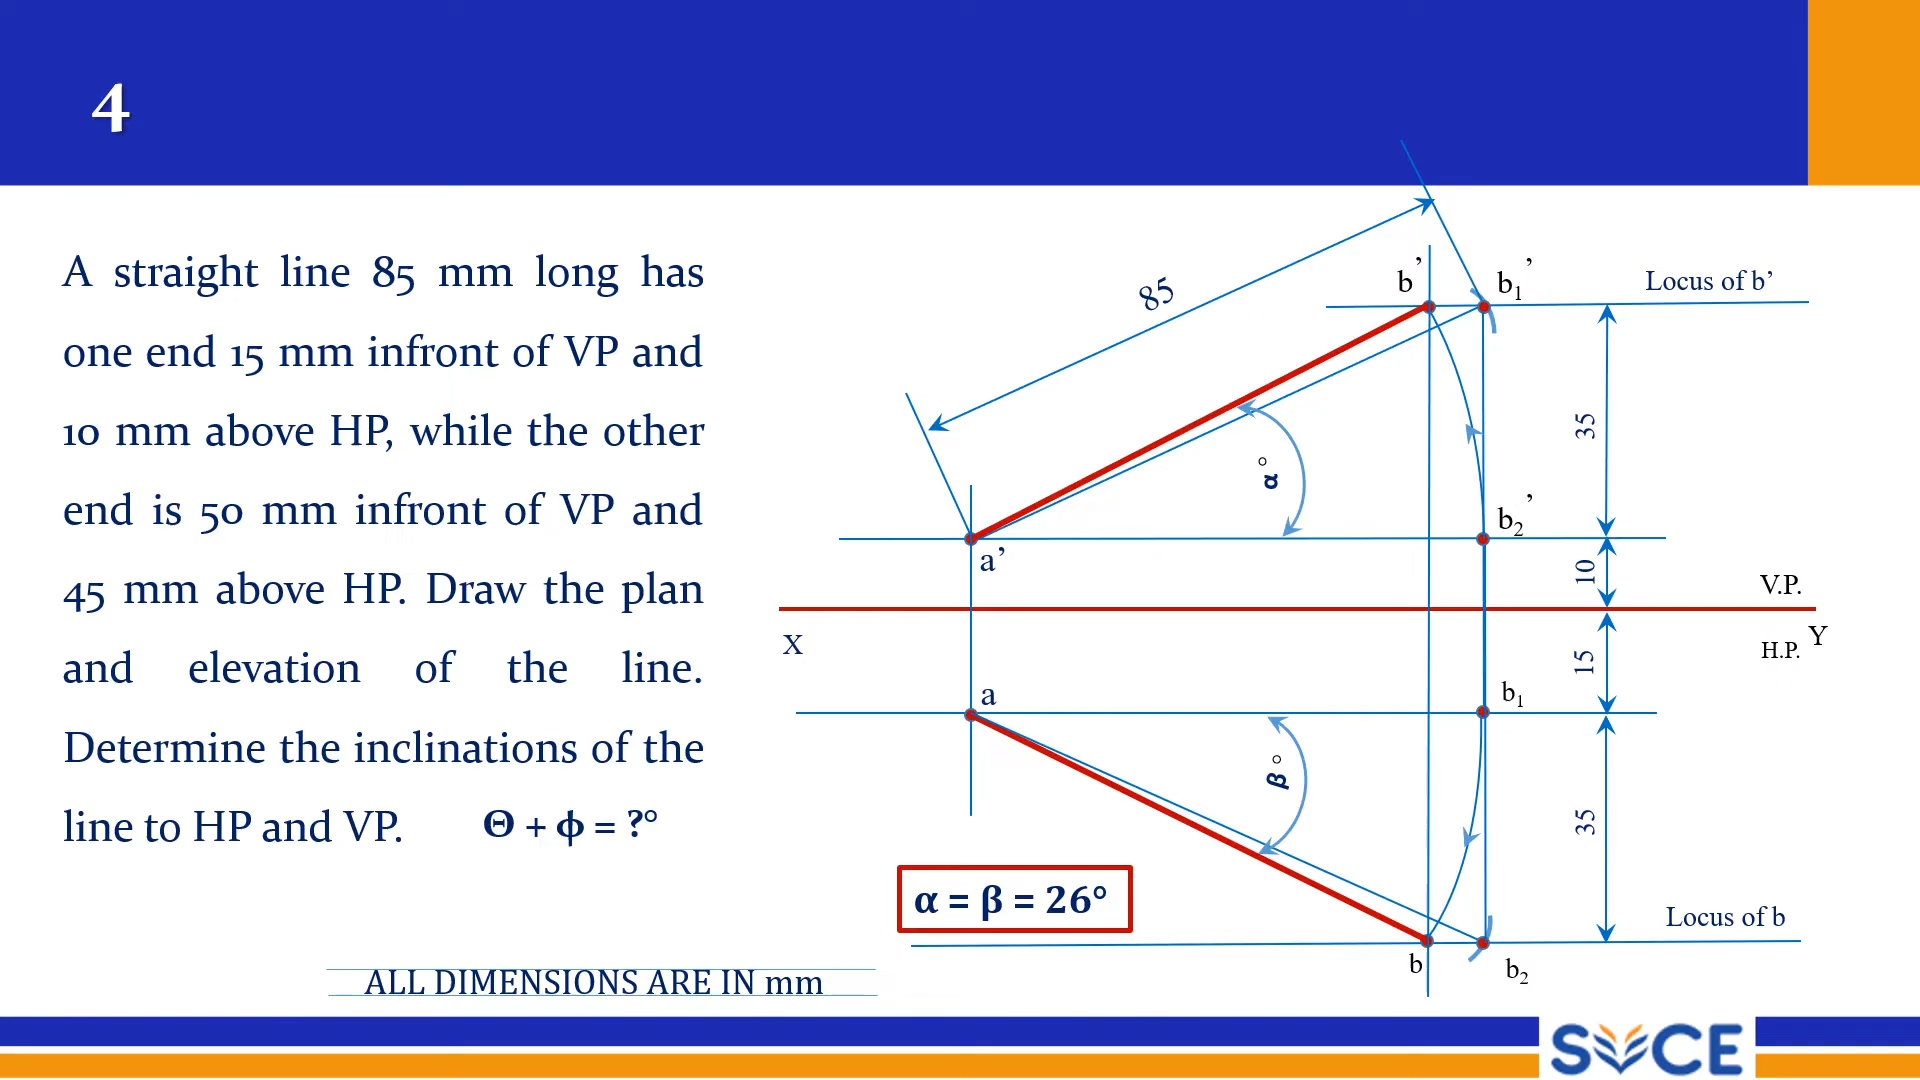 4
A straight line 85 mm long has
one end 15 mm infront of VP and
10 mm above HP, while the other
end is 50 mm infront of VP and
45 mm above HP. Draw the plan
and elevation of the line.
Determine the inclinations of the
line to HP and VP. Θ + ϕ = ?°
ALL DIMENSIONS ARE IN mm
α = β = 26°
85
b’
b₁’
Locus of b’
35
α°
b₂’
a’
10
V.P.
X
H.P.
Y
15
a
b₁
β°
35
Locus of b
b
b₂
SVCE